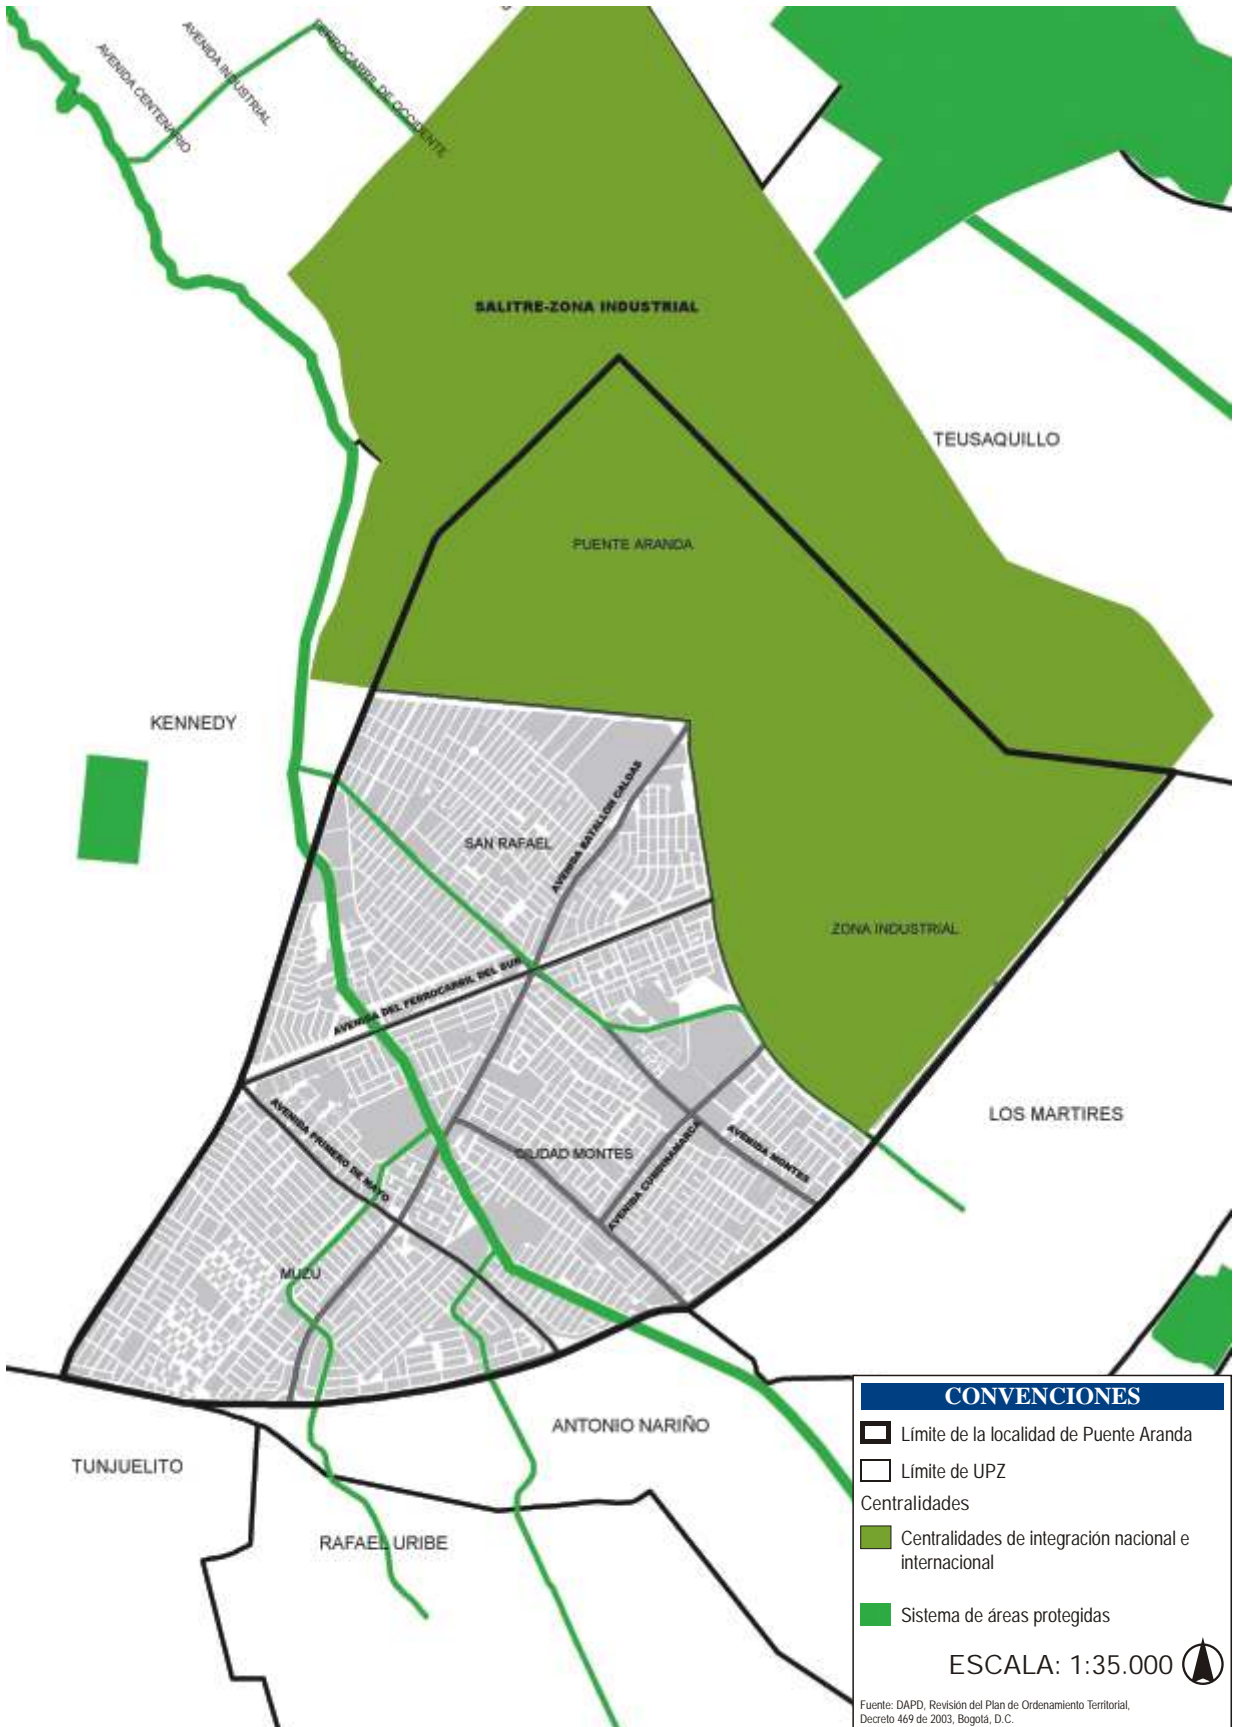 AVENIDA CENTENARIO
AVENIDA INDUSTRIAL
FERROCARRIL DE OCCIDENTE
SALITRE-ZONA INDUSTRIAL
TEUSAQUILLO
PUENTE ARANDA
KENNEDY
SAN RAFAEL
AVENIDA BATALLON CALDAS
ZONA INDUSTRIAL
AVENIDA DEL FERROCARRIL DEL SUR
AVENIDA PRIMERO DE MAYO
CIUDAD MONTES
AVENIDA CUNDINAMARCA
AVENIDA MONTES
LOS MARTIRES
MUZU
ANTONIO NARIÑO
TUNJUELITO
RAFAEL URIBE
CONVENCIONES
Límite de la localidad de Puente Aranda
Límite de UPZ
Centralidades
Centralidades de integración nacional e
internacional
Sistema de áreas protegidas
ESCALA: 1:35.000
Fuente: DAPD, Revisión del Plan de Ordenamiento Territorial,
Decreto 469 de 2003, Bogotá, D.C.